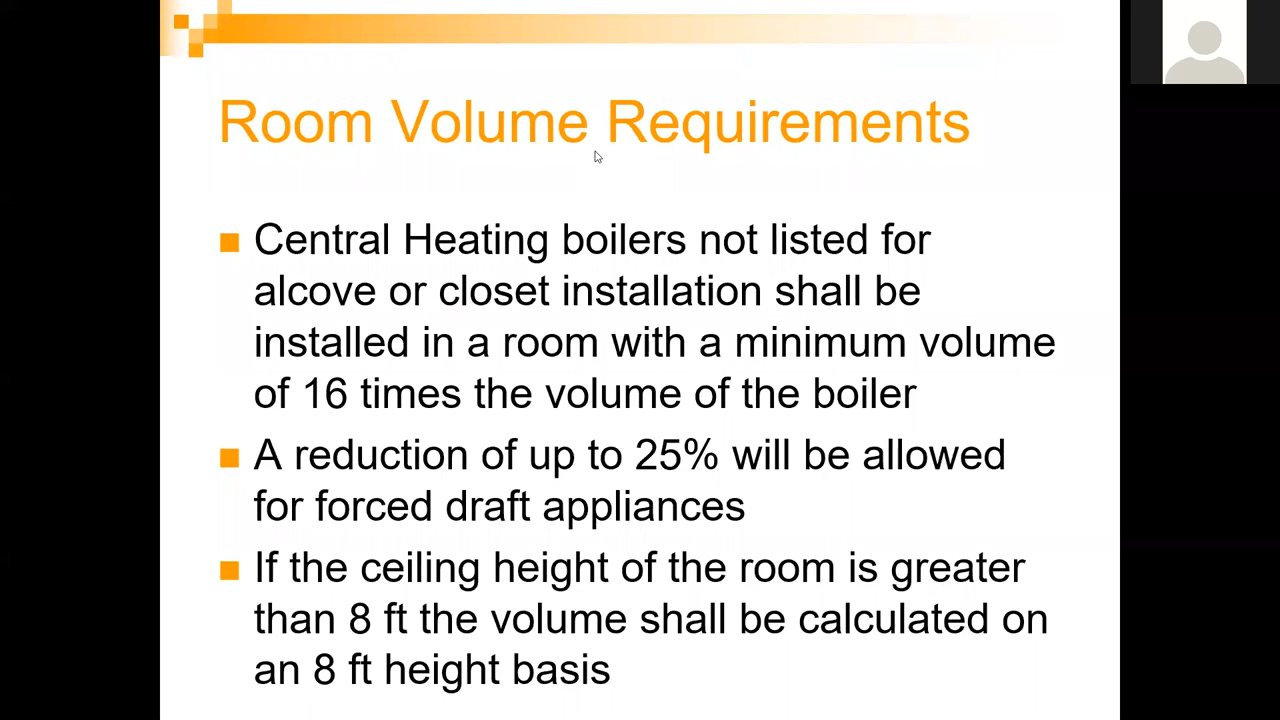 Room Volume Requirements
Central Heating boilers not listed for
alcove or closet installation shall be
installed in a room with a minimum volume
of 16 times the volume of the boiler
A reduction of up to 25% will be allowed
for forced draft appliances
If the ceiling height of the room is greater
than 8 ft the volume shall be calculated on
an 8 ft height basis